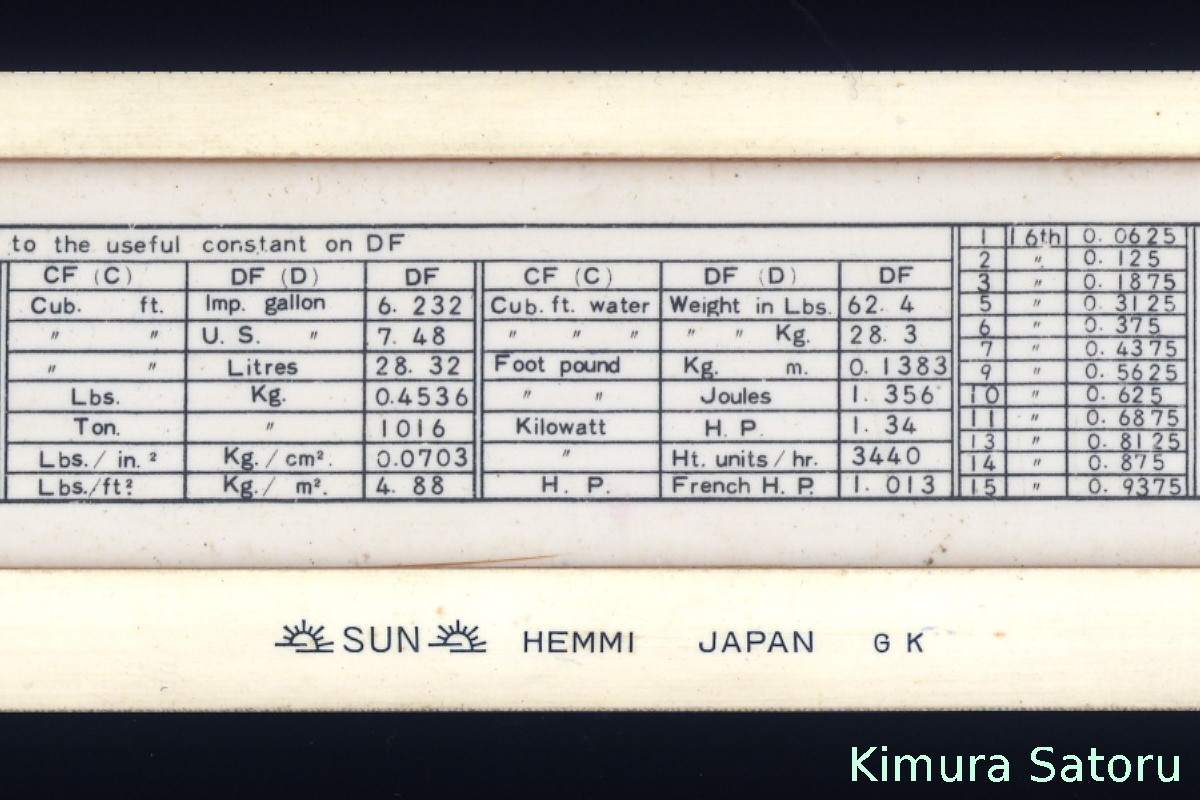 to the useful constant on DF
CF (C) DF (D) DF CF (C) DF (D) DF
Cub. ft. Imp. gallon 6. 232 Cub. ft. water Weight in Lbs. 62. 4
" " U. S. " 7. 48 " " " " " Kg. 28. 3
" " Litres 28. 32 Foot pound Kg. m. 0. 1383
Lbs. Kg. 0.4536 " " Joules 1. 356
Ton. " 1016 Kilowatt H. P. 1. 34
Lbs. / in. ² Kg. / cm². 0.0703 " Ht. units / hr. 3440
Lbs./ft². Kg. / m². 4. 88 H. P. French H. P. 1. 013
1 16th 0. 0625
2 " 0. 125
3 " 0. 1875
5 " 0. 3125
6 " 0. 375
7 " 0. 4375
9 " 0. 5625
10 " 0. 625
11 " 0. 6875
13 " 0. 8125
14 " 0. 875
15 " 0. 9375
SUN HEMMI JAPAN G K
Kimura Satoru